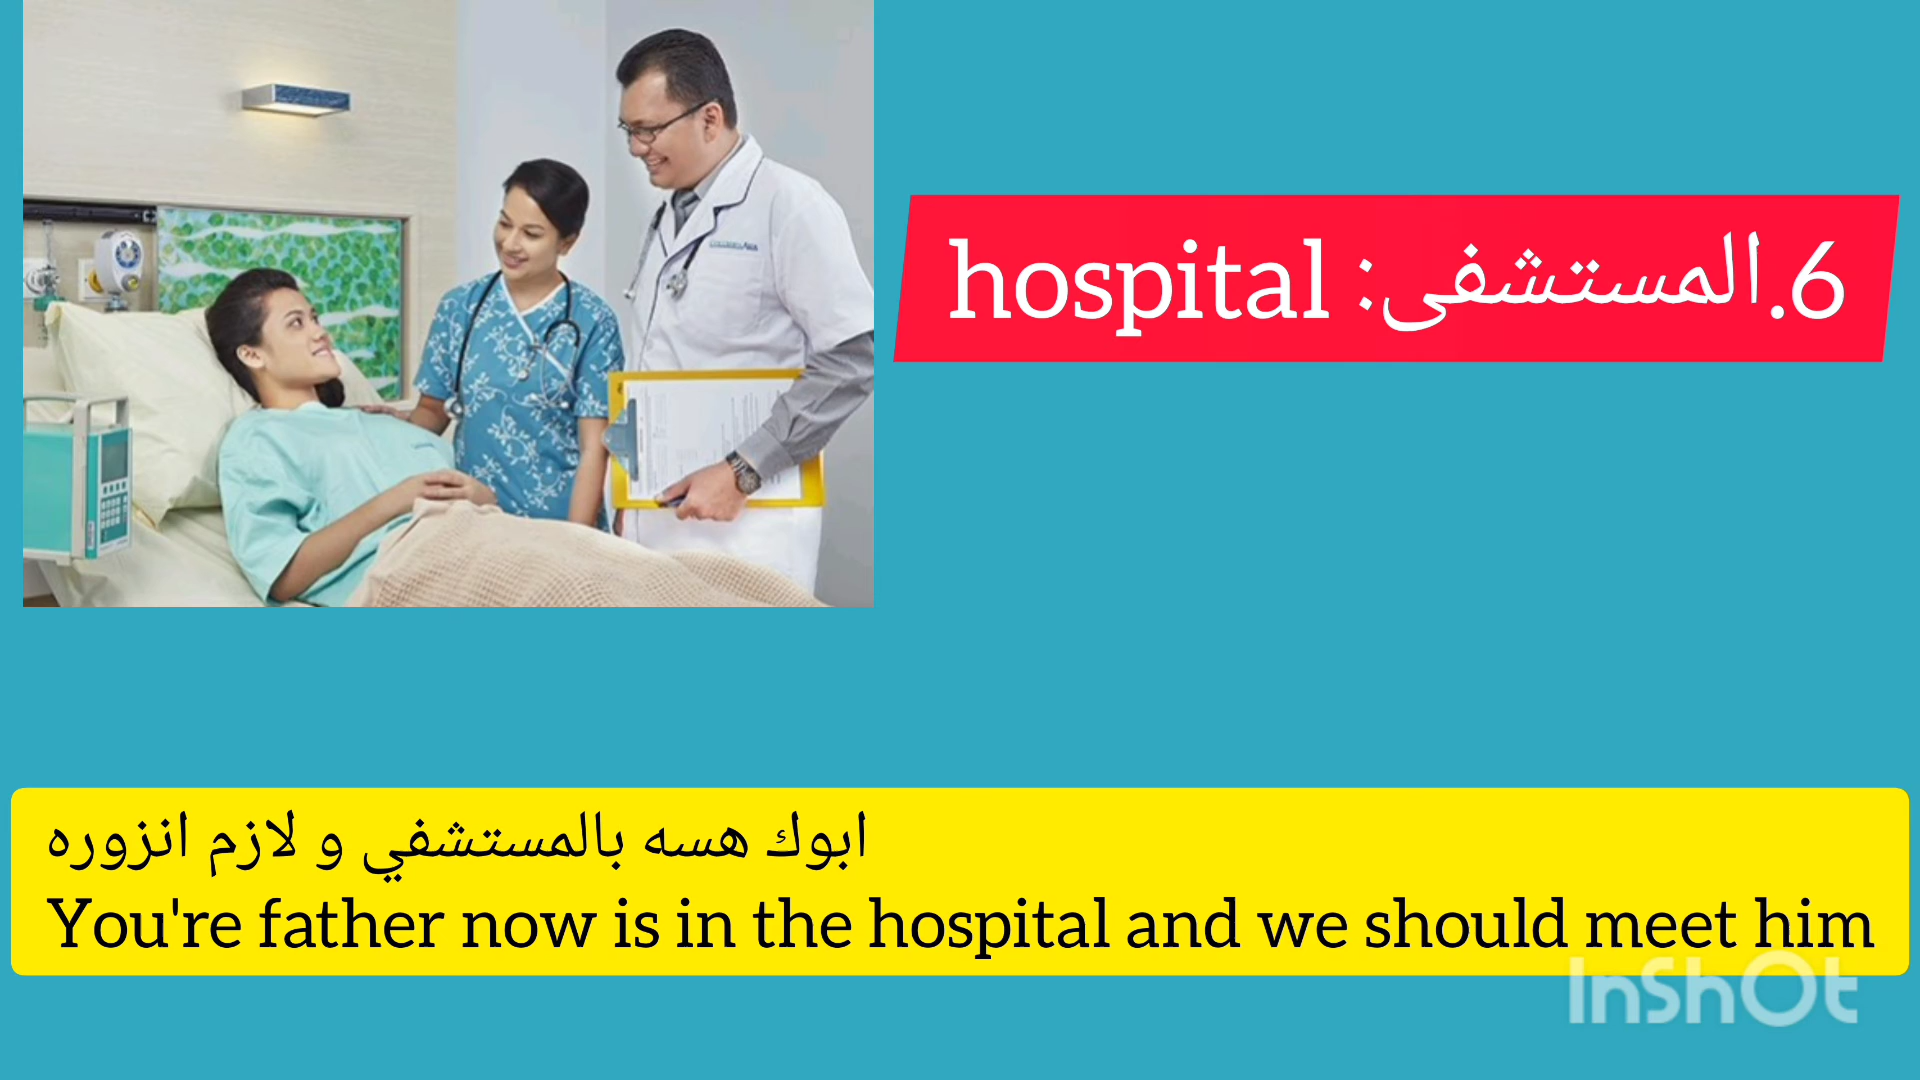 6.المستشفى: hospital
ابوك هسه بالمستشفي و لازم انزوره
You're father now is in the hospital and we should meet him
InShOt